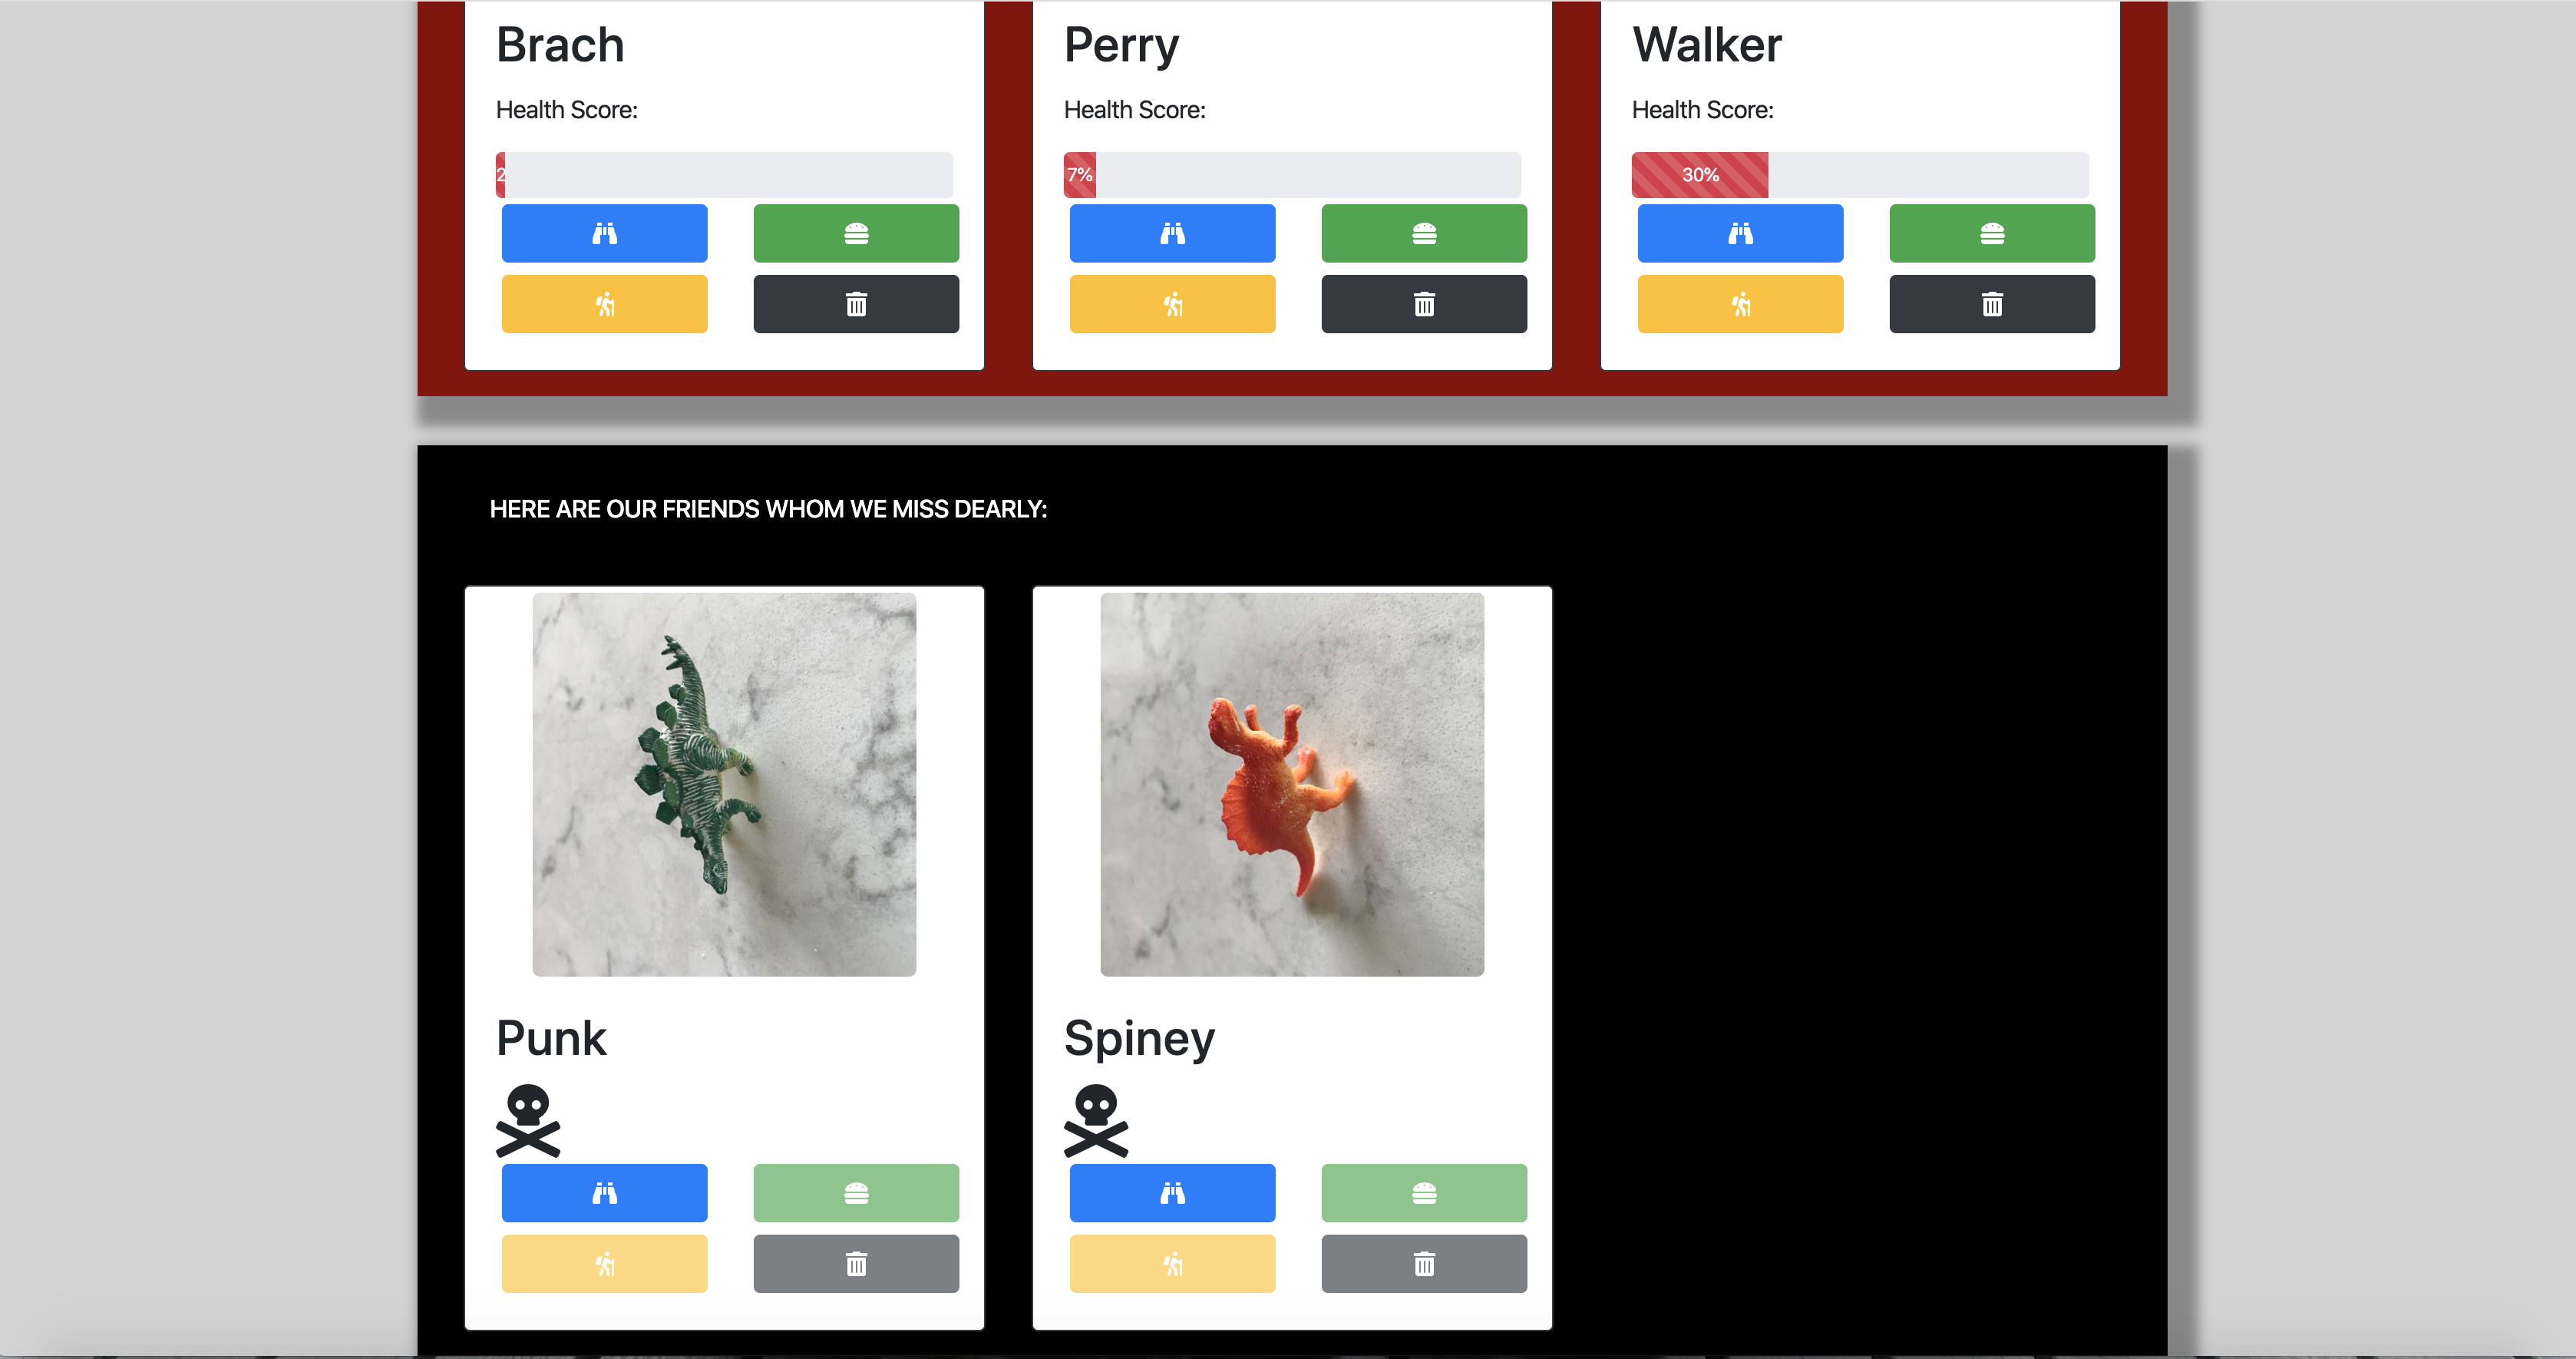 Brach
Perry
Walker
Health Score:
Health Score:
Health Score:
2
7%
30%
HERE ARE OUR FRIENDS WHOM WE MISS DEARLY:
Punk
Spiney